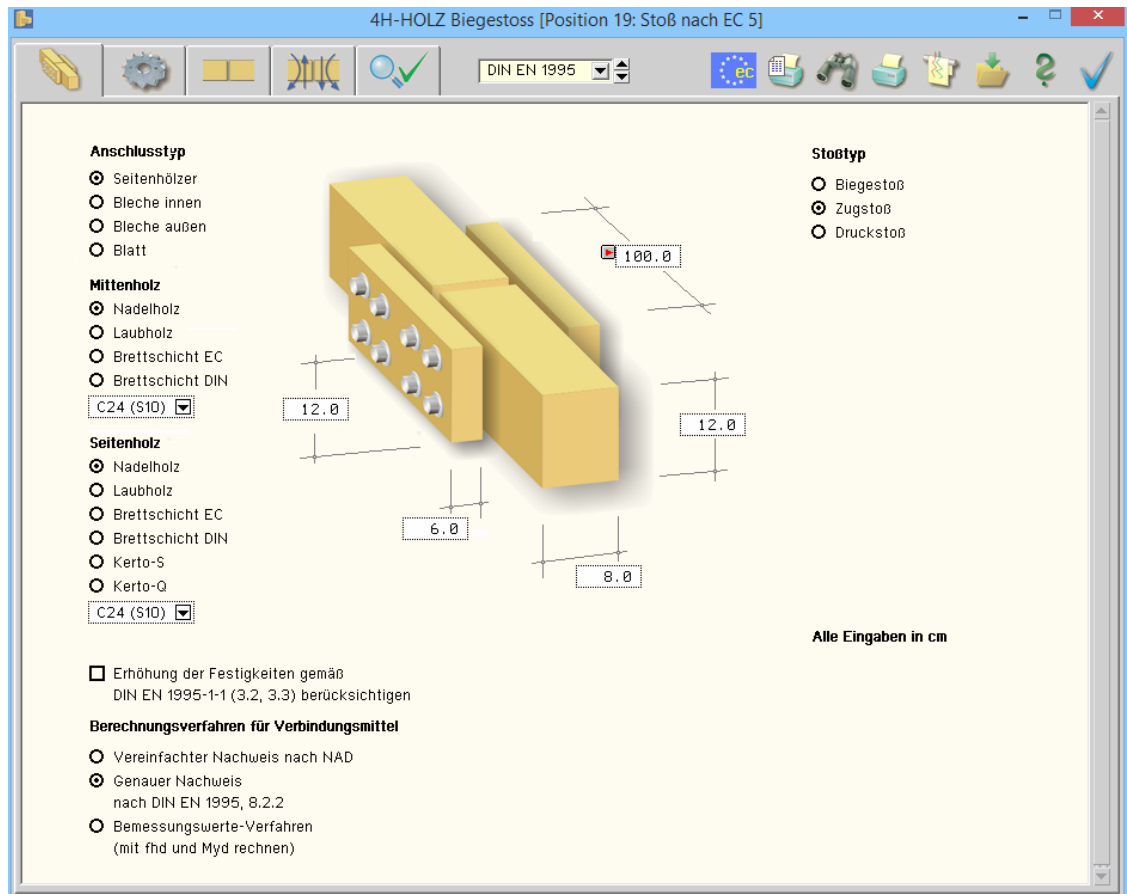 4H-HOLZ Biegestoss [Position 19: Stoß nach EC 5]
DIN EN 1995
ec
Anschlusstyp
Seitenhölzer
Bleche innen
Bleche außen
Blatt
Mittenholz
Nadelholz
Laubholz
Brettschicht EC
Brettschicht DIN
C24 (S10)
Seitenholz
Nadelholz
Laubholz
Brettschicht EC
Brettschicht DIN
Kerto-S
Kerto-Q
C24 (S10)
Erhöhung der Festigkeiten gemäß
DIN EN 1995-1-1 (3.2, 3.3) berücksichtigen
Berechnungsverfahren für Verbindungsmittel
Vereinfachter Nachweis nach NAD
Genauer Nachweis
nach DIN EN 1995, 8.2.2
Bemessungswerte-Verfahren
(mit fhd und Myd rechnen)
100.0
12.0
12.0
6.0
8.0
Stoßtyp
Biegestoß
Zugstoß
Druckstoß
Alle Eingaben in cm